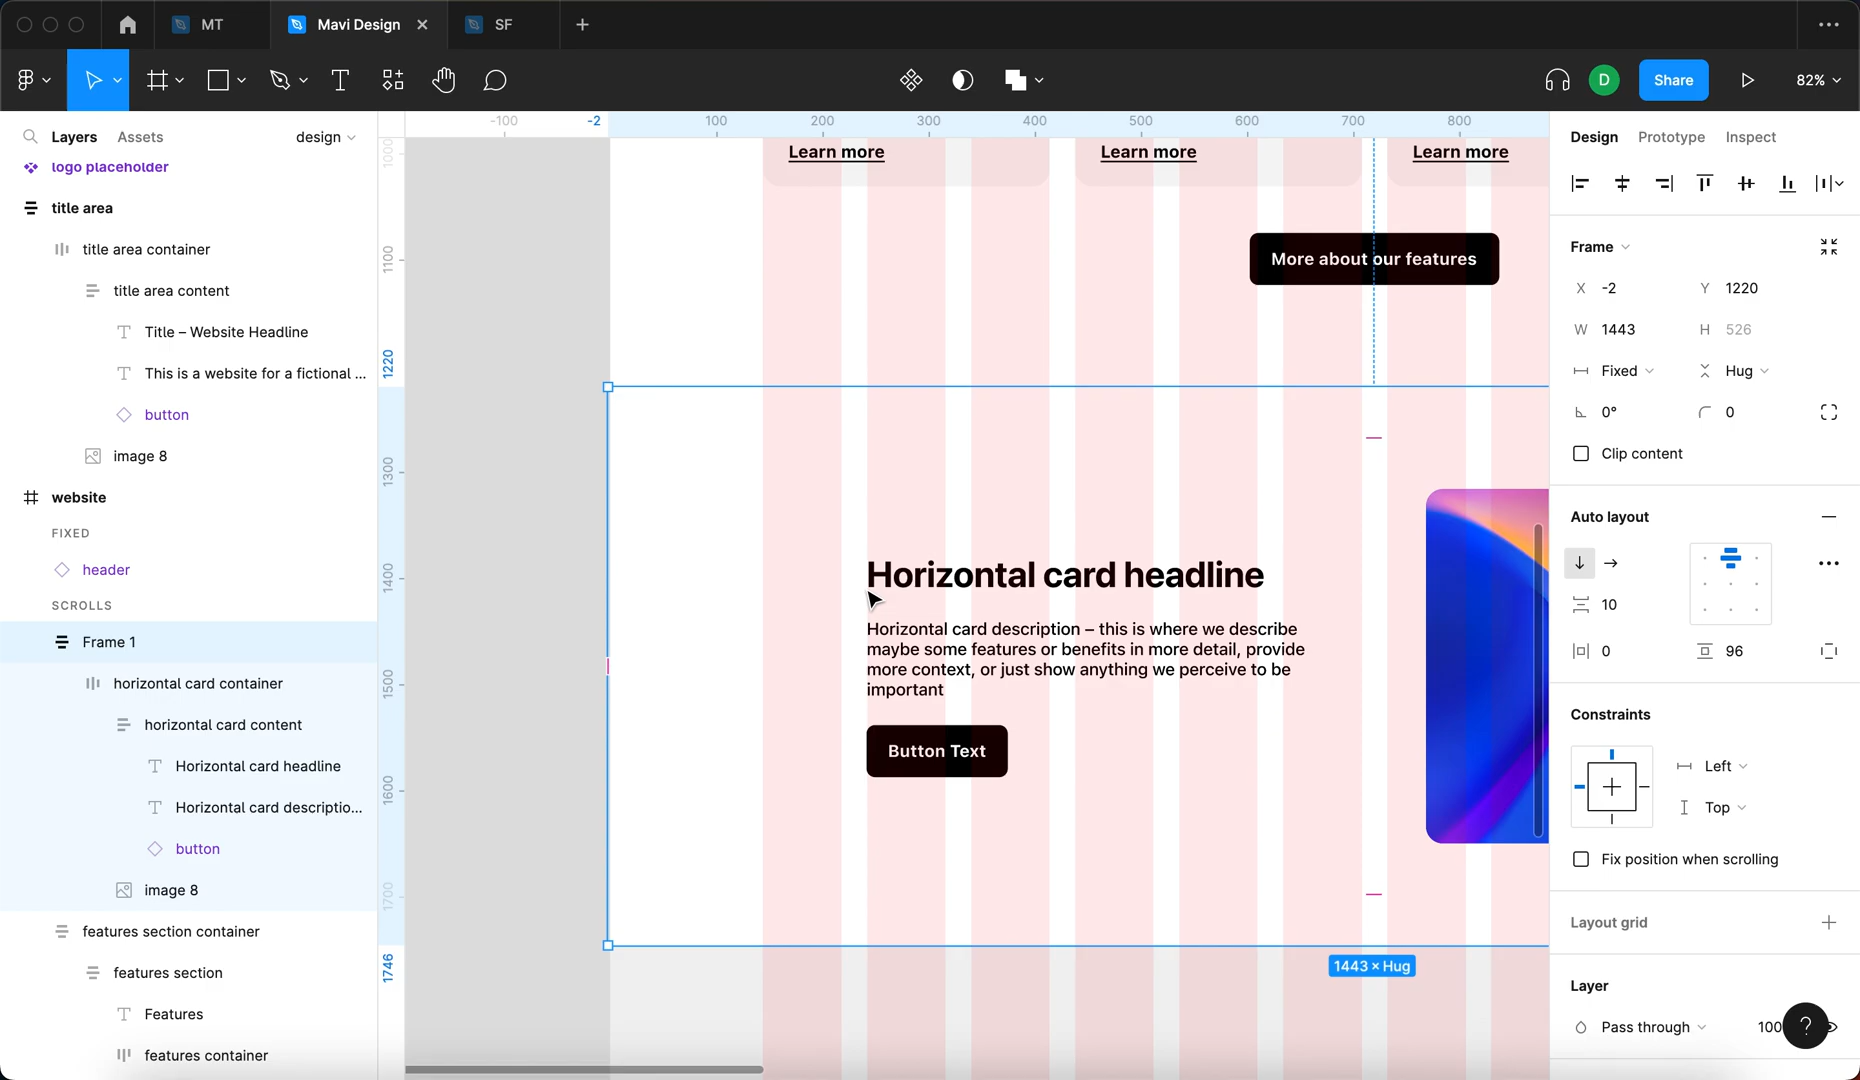 MT
Mavi Design
SF
D
Share
82%
Layers
Assets
design
logo placeholder
title area
title area container
title area content
Title – Website Headline
This is a website for a fictional ...
button
image 8
website
FIXED
header
SCROLLS
Frame 1
horizontal card container
horizontal card content
Horizontal card headline
Horizontal card descriptio...
button
image 8
features section container
features section
Features
features container
-100
-2
100
200
300
400
500
600
700
800
1000
1100
1220
1300
1400
1500
1600
1700
1746
Learn more
Learn more
Learn more
More about our features
Horizontal card headline
Horizontal card description – this is where we describe
maybe some features or benefits in more detail, provide
more context, or just show anything we perceive to be
important
Button Text
1443 × Hug
Design
Prototype
Inspect
Frame
X -2
Y 1220
W 1443
H 526
Fixed
Hug
0°
0
Clip content
Auto layout
10
0
96
Constraints
Left
Top
Fix position when scrolling
Layout grid
Layer
Pass through
100
?